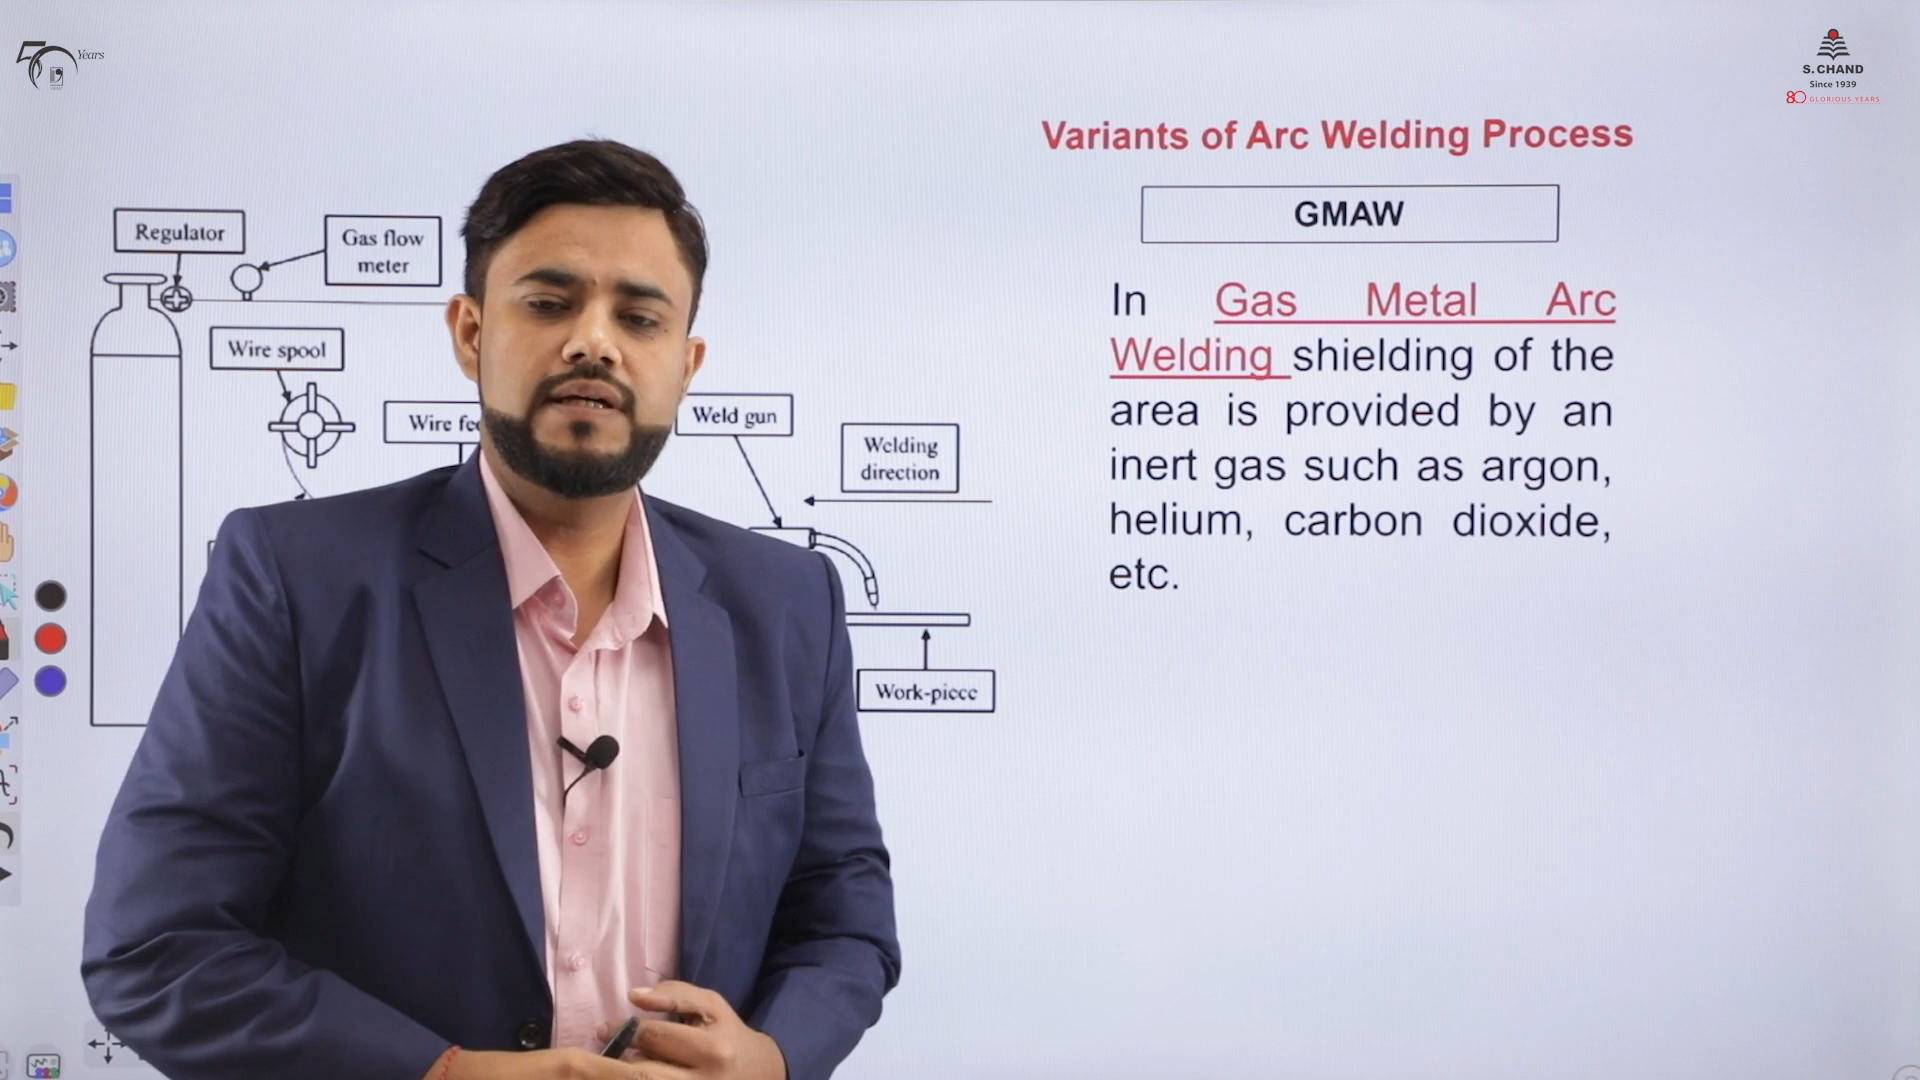 50 Years
S. CHAND
Since 1939
80 GLORIOUS YEARS
Variants of Arc Welding Process
GMAW
In Gas Metal Arc
Welding shielding of the
area is provided by an
inert gas such as argon,
helium, carbon dioxide,
etc.
Regulator
Gas flow
meter
Wire spool
Wire
Weld gun
Welding
direction
Work-piece